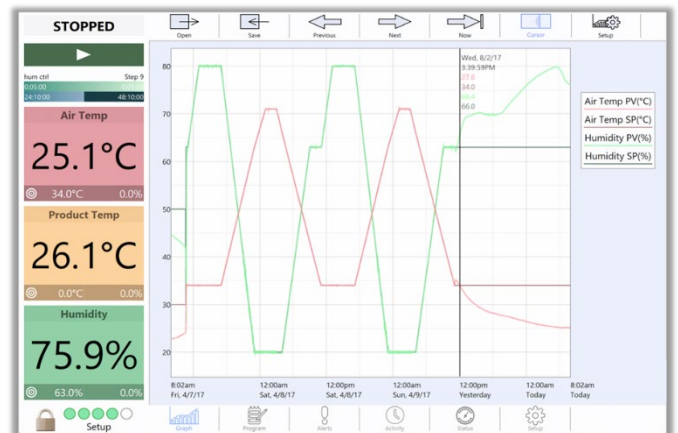 STOPPED
Open
Save
Previous
Next
Now
Cursor
Setup
hum ctrl Step 9
0:05:00
24:10:00 48:10:00
Air Temp
25.1°C
34.0°C 0.0%
Product Temp
26.1°C
0.0°C 0.0%
Humidity
75.9%
63.0% 0.0%
Setup
80
70
60
50
40
30
20
Wed, 8/2/17
3:39:59PM
27.6
34.0
66.4
66.0
Air Temp PV(°C)
Air Temp SP(°C)
Humidity PV(%)
Humidity SP(%)
8:02am 12:00am 12:00pm 12:00am 12:00pm 12:00am 8:02am
Fri, 4/7/17 Sat, 4/8/17 Sat, 4/8/17 Sun, 4/9/17 Yesterday Today Today
Graph
Program
Alerts
Activity
Status
Setup